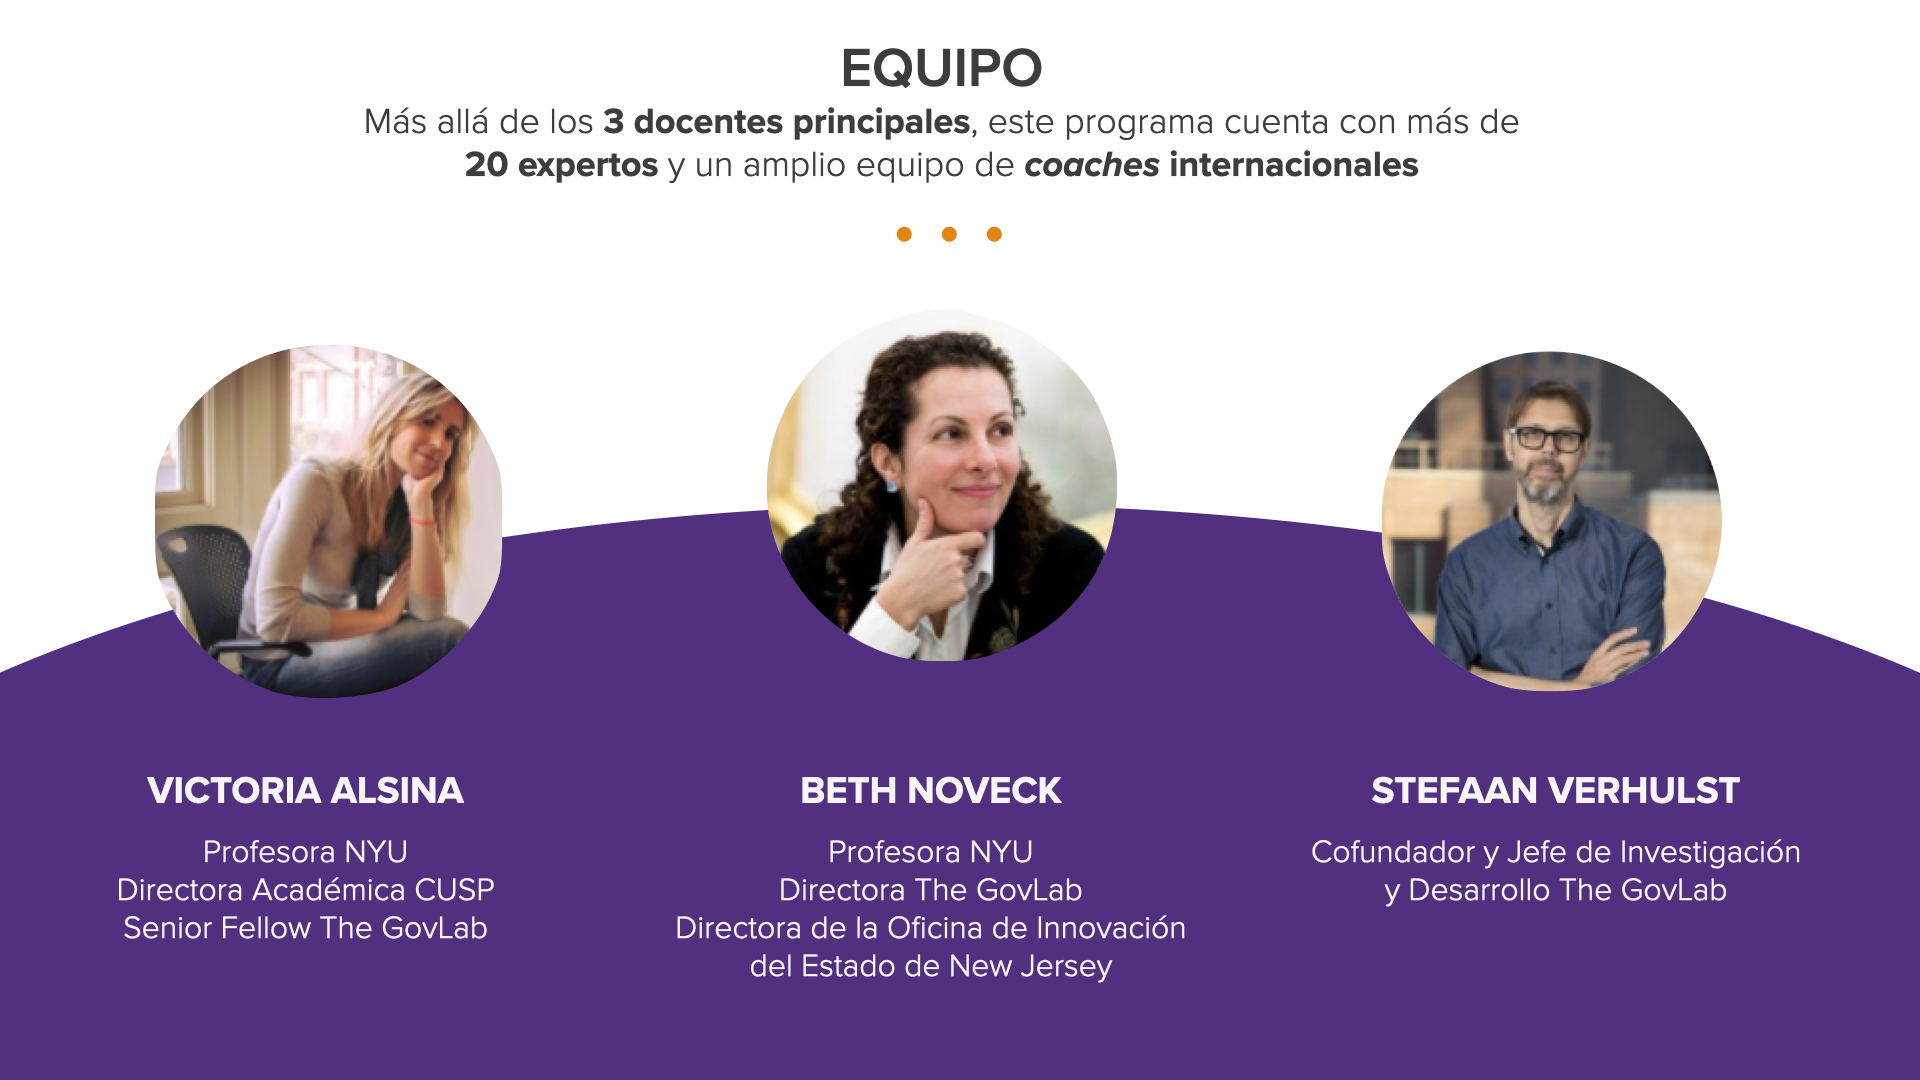 EQUIPO
Más allá de los 3 docentes principales, este programa cuenta con más de
20 expertos y un amplio equipo de coaches internacionales
VICTORIA ALSINA
Profesora NYU
Directora Académica CUSP
Senior Fellow The GovLab
BETH NOVECK
Profesora NYU
Directora The GovLab
Directora de la Oficina de Innovación
del Estado de New Jersey
STEFAAN VERHULST
Cofundador y Jefe de Investigación
y Desarrollo The GovLab